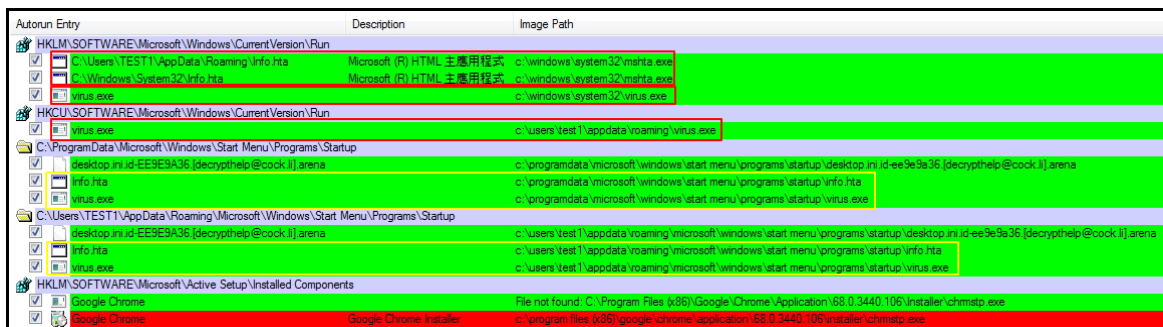 Autorun Entry Description Image Path
HKLM\SOFTWARE\Microsoft\Windows\CurrentVersion\Run
C:\Users\TEST1\AppData\Roaming\Info.hta Microsoft (R) HTML 主應用程式 c:\windows\system32\mshta.exe
C:\Windows\System32\Info.hta Microsoft (R) HTML 主應用程式 c:\windows\system32\mshta.exe
virus.exe c:\windows\system32\virus.exe
HKCU\SOFTWARE\Microsoft\Windows\CurrentVersion\Run
virus.exe c:\users\test1\appdata\roaming\virus.exe
C:\ProgramData\Microsoft\Windows\Start Menu\Programs\Startup
desktop.ini.id-EE9E9A36.[decrypthelp@cock.li].arena c:\programdata\microsoft\windows\start menu\programs\startup\desktop.ini.id-ee9e9a36.[decrypthelp@cock.li].arena
Info.hta c:\programdata\microsoft\windows\start menu\programs\startup\info.hta
virus.exe c:\programdata\microsoft\windows\start menu\programs\startup\virus.exe
C:\Users\TEST1\AppData\Roaming\Microsoft\Windows\Start Menu\Programs\Startup
desktop.ini.id-EE9E9A36.[decrypthelp@cock.li].arena c:\users\test1\appdata\roaming\microsoft\windows\start menu\programs\startup\desktop.ini.id-ee9e9a36.[decrypthelp@cock.li].arena
Info.hta c:\users\test1\appdata\roaming\microsoft\windows\start menu\programs\startup\info.hta
virus.exe c:\users\test1\appdata\roaming\microsoft\windows\start menu\programs\startup\virus.exe
HKLM\SOFTWARE\Microsoft\Active Setup\Installed Components
Google Chrome File not found: C:\Program Files (x86)\Google\Chrome\Application\68.0.3440.106\Installer\chrmstp.exe
Google Chrome Google Chrome Installer c:\program files (x86)\google\chrome\application\68.0.3440.106\installer\chrmstp.exe